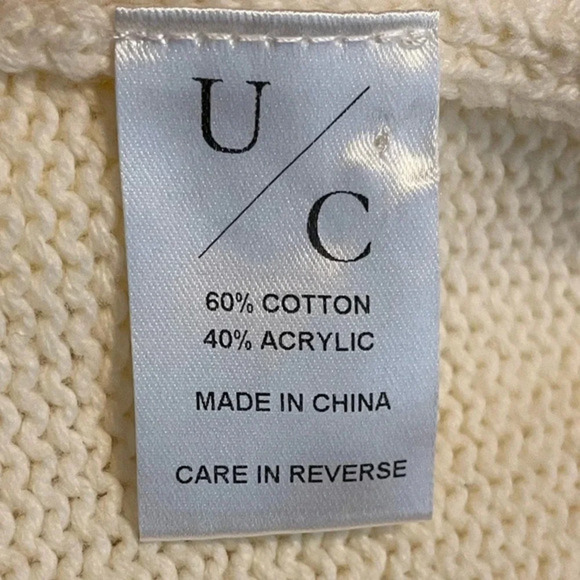 U/C
60% COTTON
40% ACRYLIC
MADE IN CHINA
CARE IN REVERSE